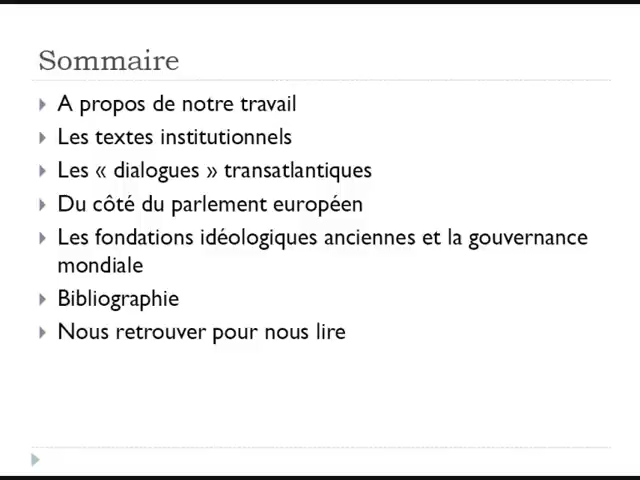 Sommaire
A propos de notre travail
Les textes institutionnels
Les « dialogues » transatlantiques
Du côté du parlement européen
Les fondations idéologiques anciennes et la gouvernance
mondiale
Bibliographie
Nous retrouver pour nous lire